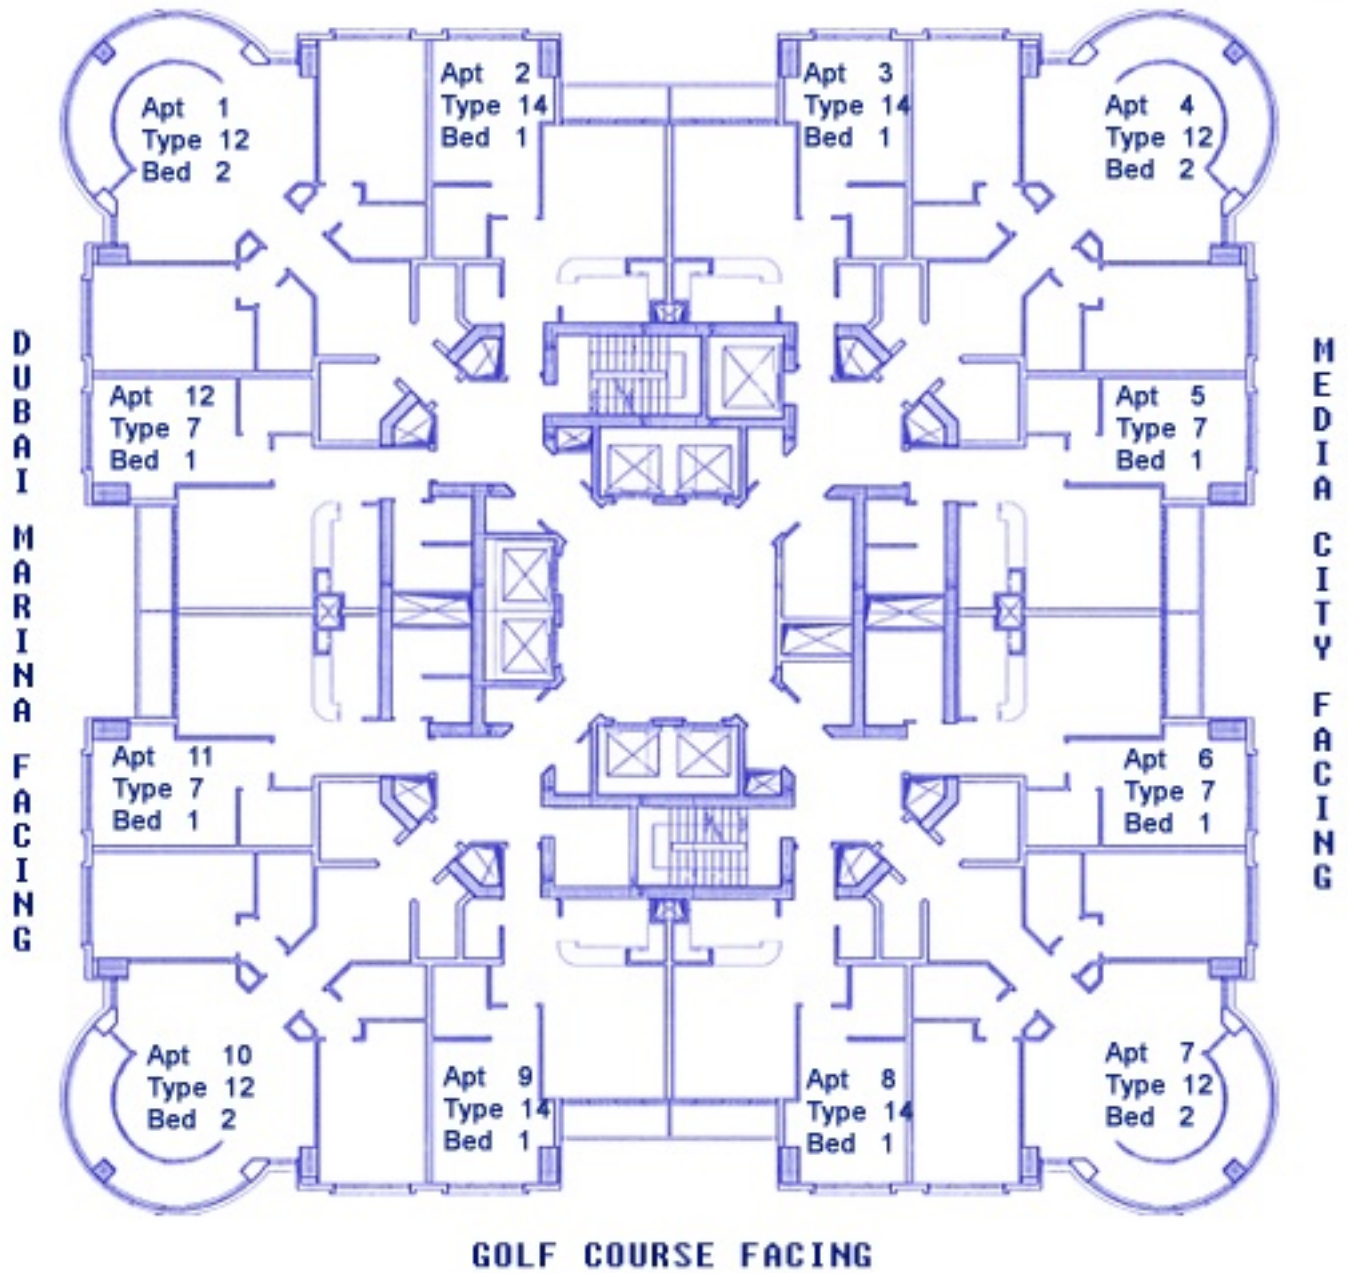 Apt 1
Type 12
Bed 2
Apt 2
Type 14
Bed 1
Apt 3
Type 14
Bed 1
Apt 4
Type 12
Bed 2
Apt 12
Type 7
Bed 1
Apt 5
Type 7
Bed 1
DUBAI MARINA FACING
MEDIA CITY FACING
Apt 11
Type 7
Bed 1
Apt 6
Type 7
Bed 1
Apt 10
Type 12
Bed 2
Apt 9
Type 14
Bed 1
Apt 8
Type 14
Bed 1
Apt 7
Type 12
Bed 2
GOLF COURSE FACING